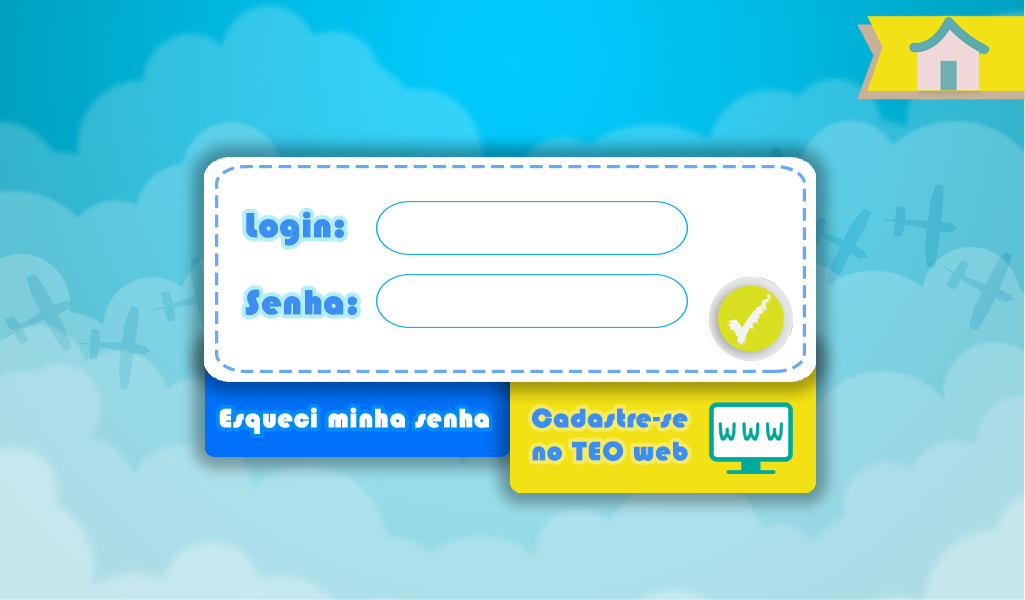 Login:
Senha:
Esqueci minha senha
Cadastre-se
no TEO web
WWW